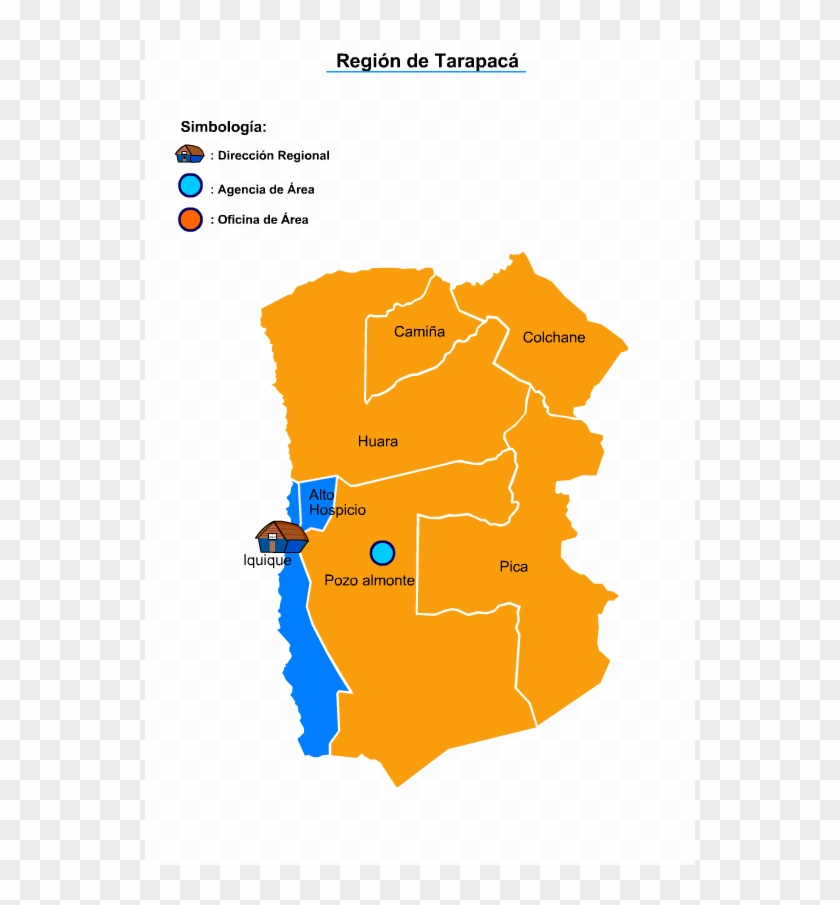 Región de Tarapacá
Simbología:
: Dirección Regional
: Agencia de Área
: Oficina de Área
Camiña
Colchane
Huara
Alto
Hospicio
Iquique
Pica
Pozo almonte